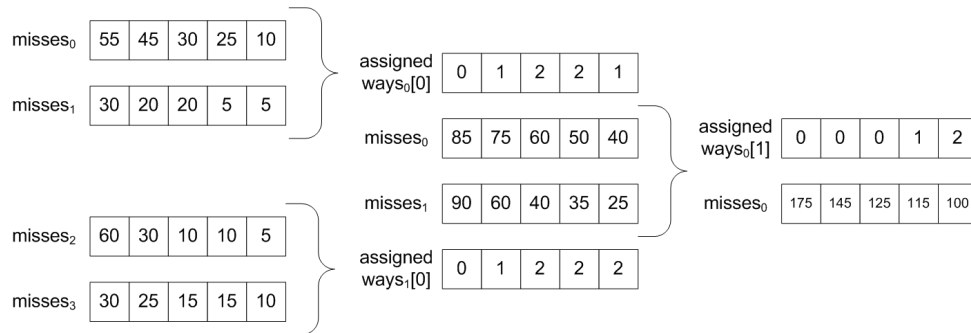 misses0 55 45 30 25 10
misses1 30 20 20 5 5
assigned
ways0[0] 0 1 2 2 1
misses0 85 75 60 50 40
misses1 90 60 40 35 25
assigned
ways1[0] 0 1 2 2 2
misses2 60 30 10 10 5
misses3 30 25 15 15 10
assigned
ways0[1] 0 0 0 1 2
misses0 175 145 125 115 100